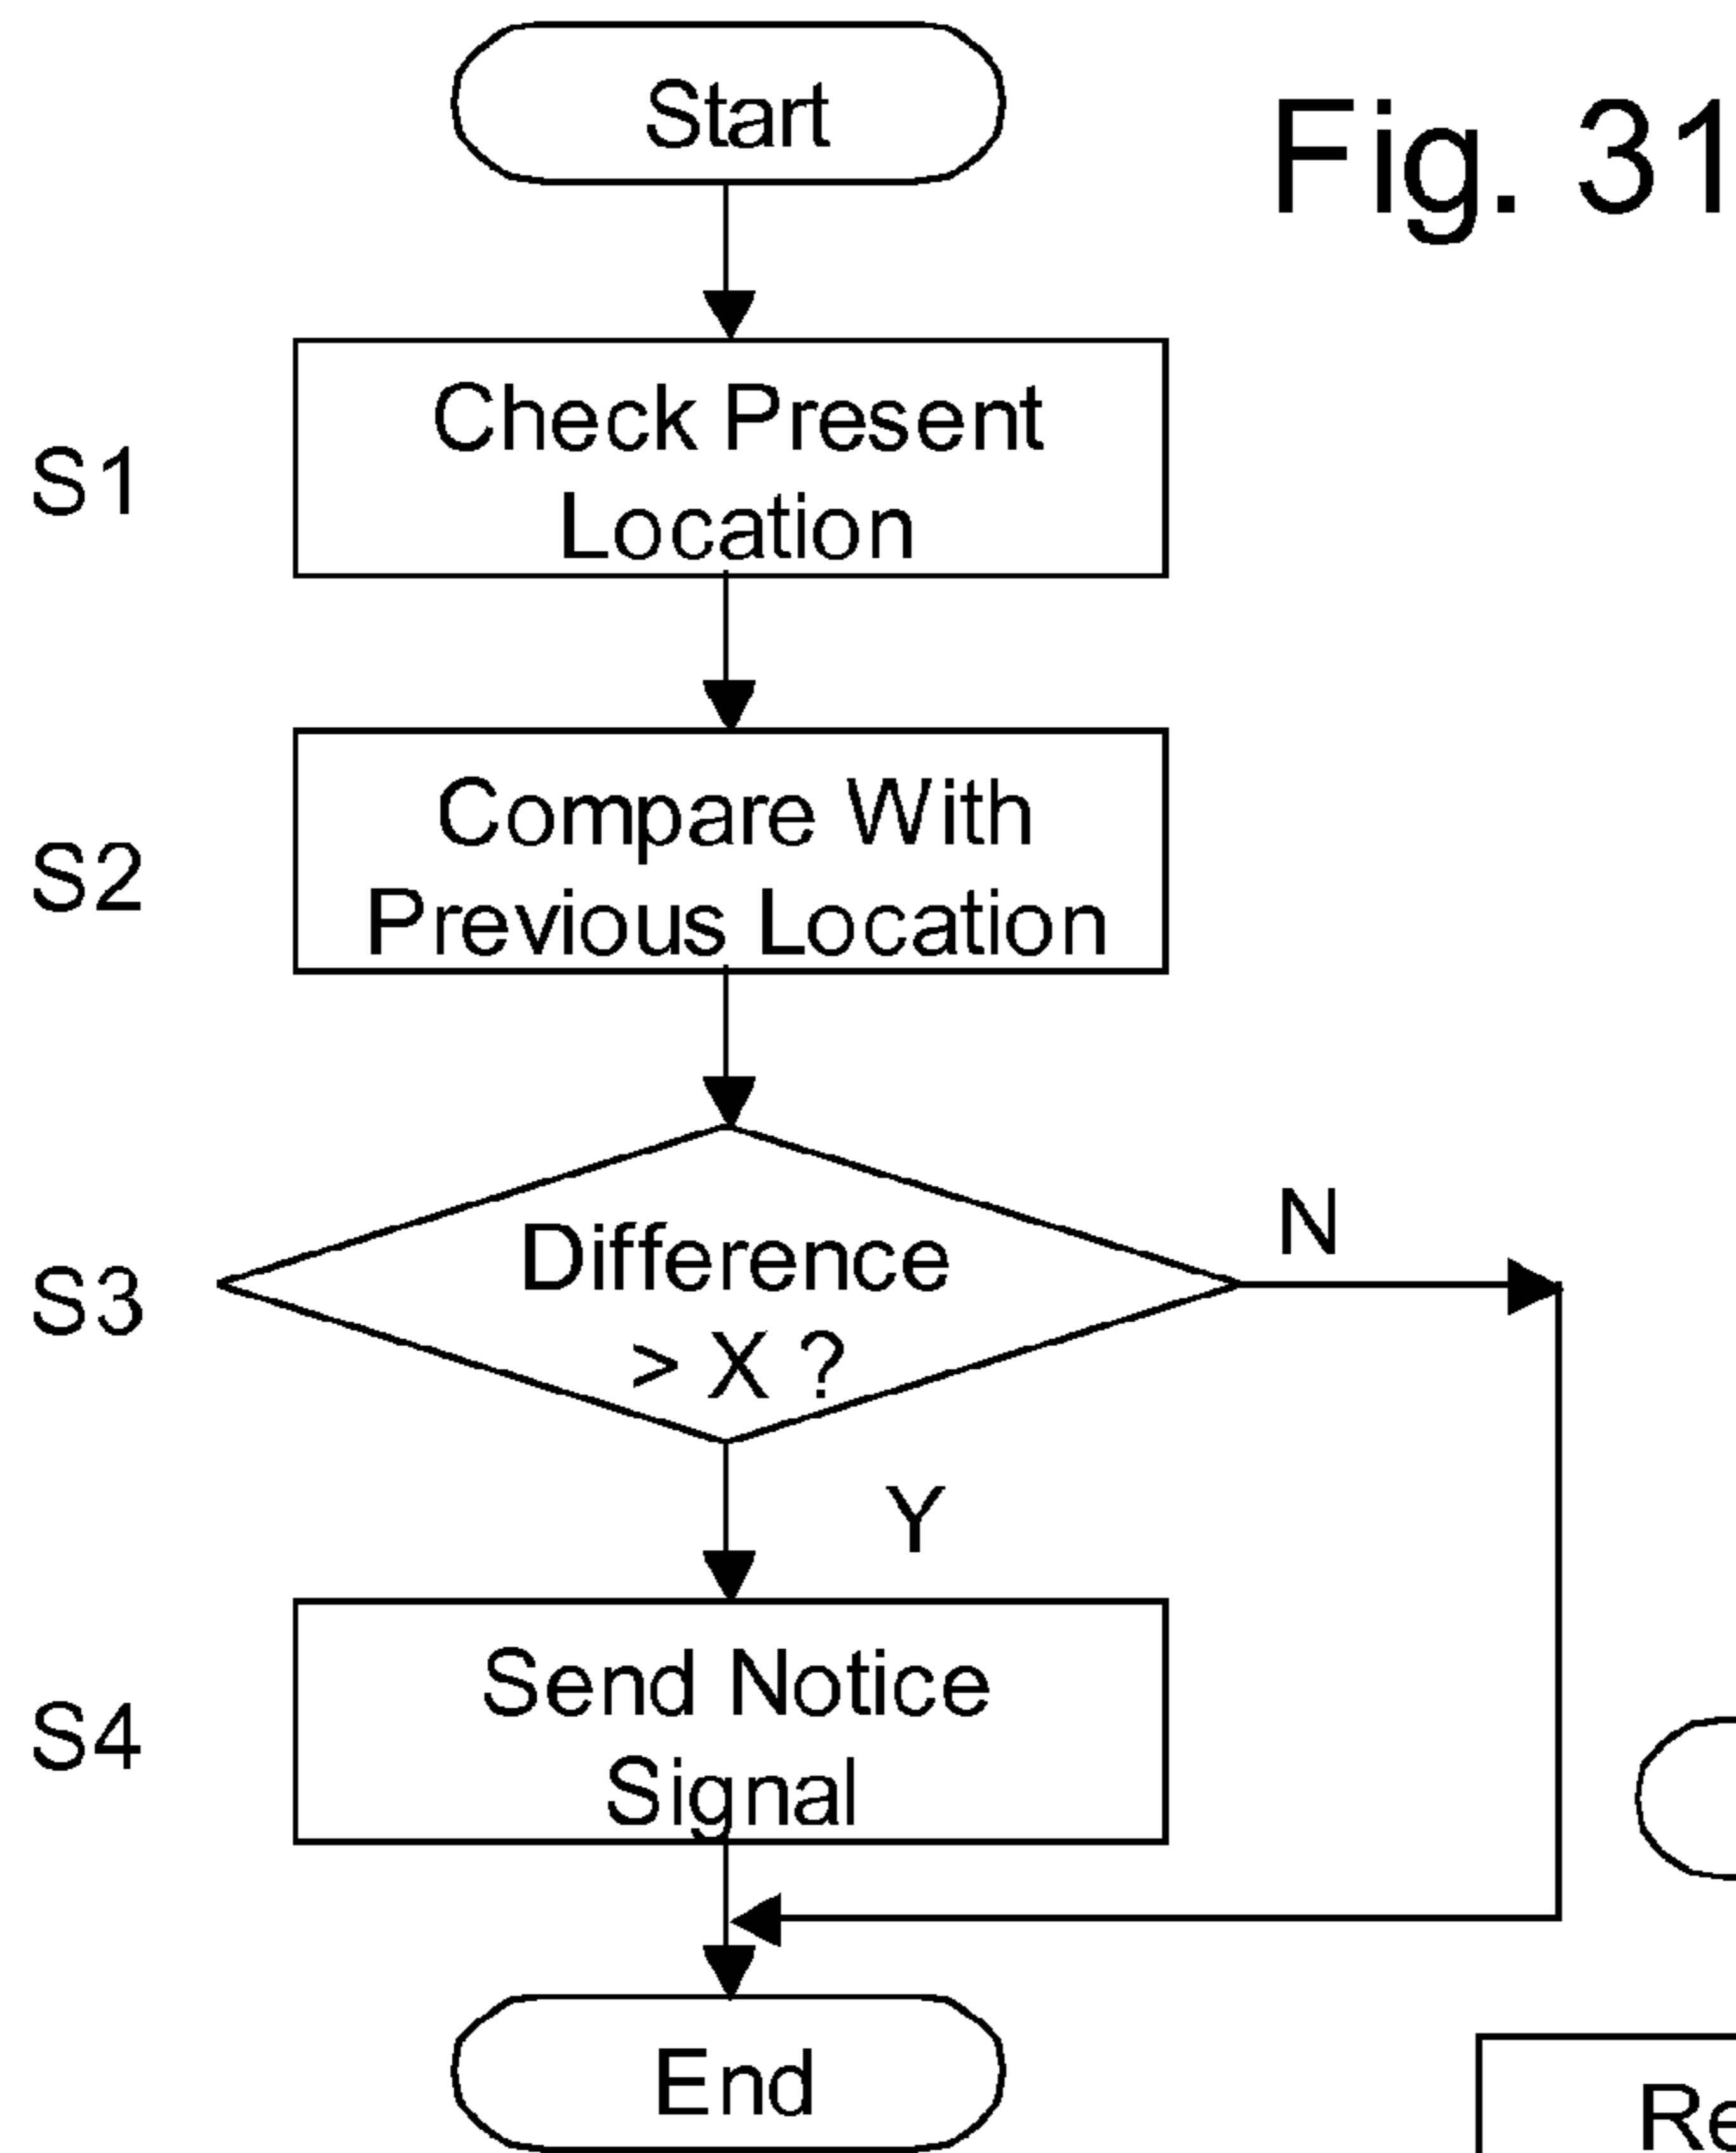 Start
Fig. 31
S1
Check Present
Location
S2
Compare With
Previous Location
S3
Difference
> X ?
N
Y
S4
Send Notice
Signal
End